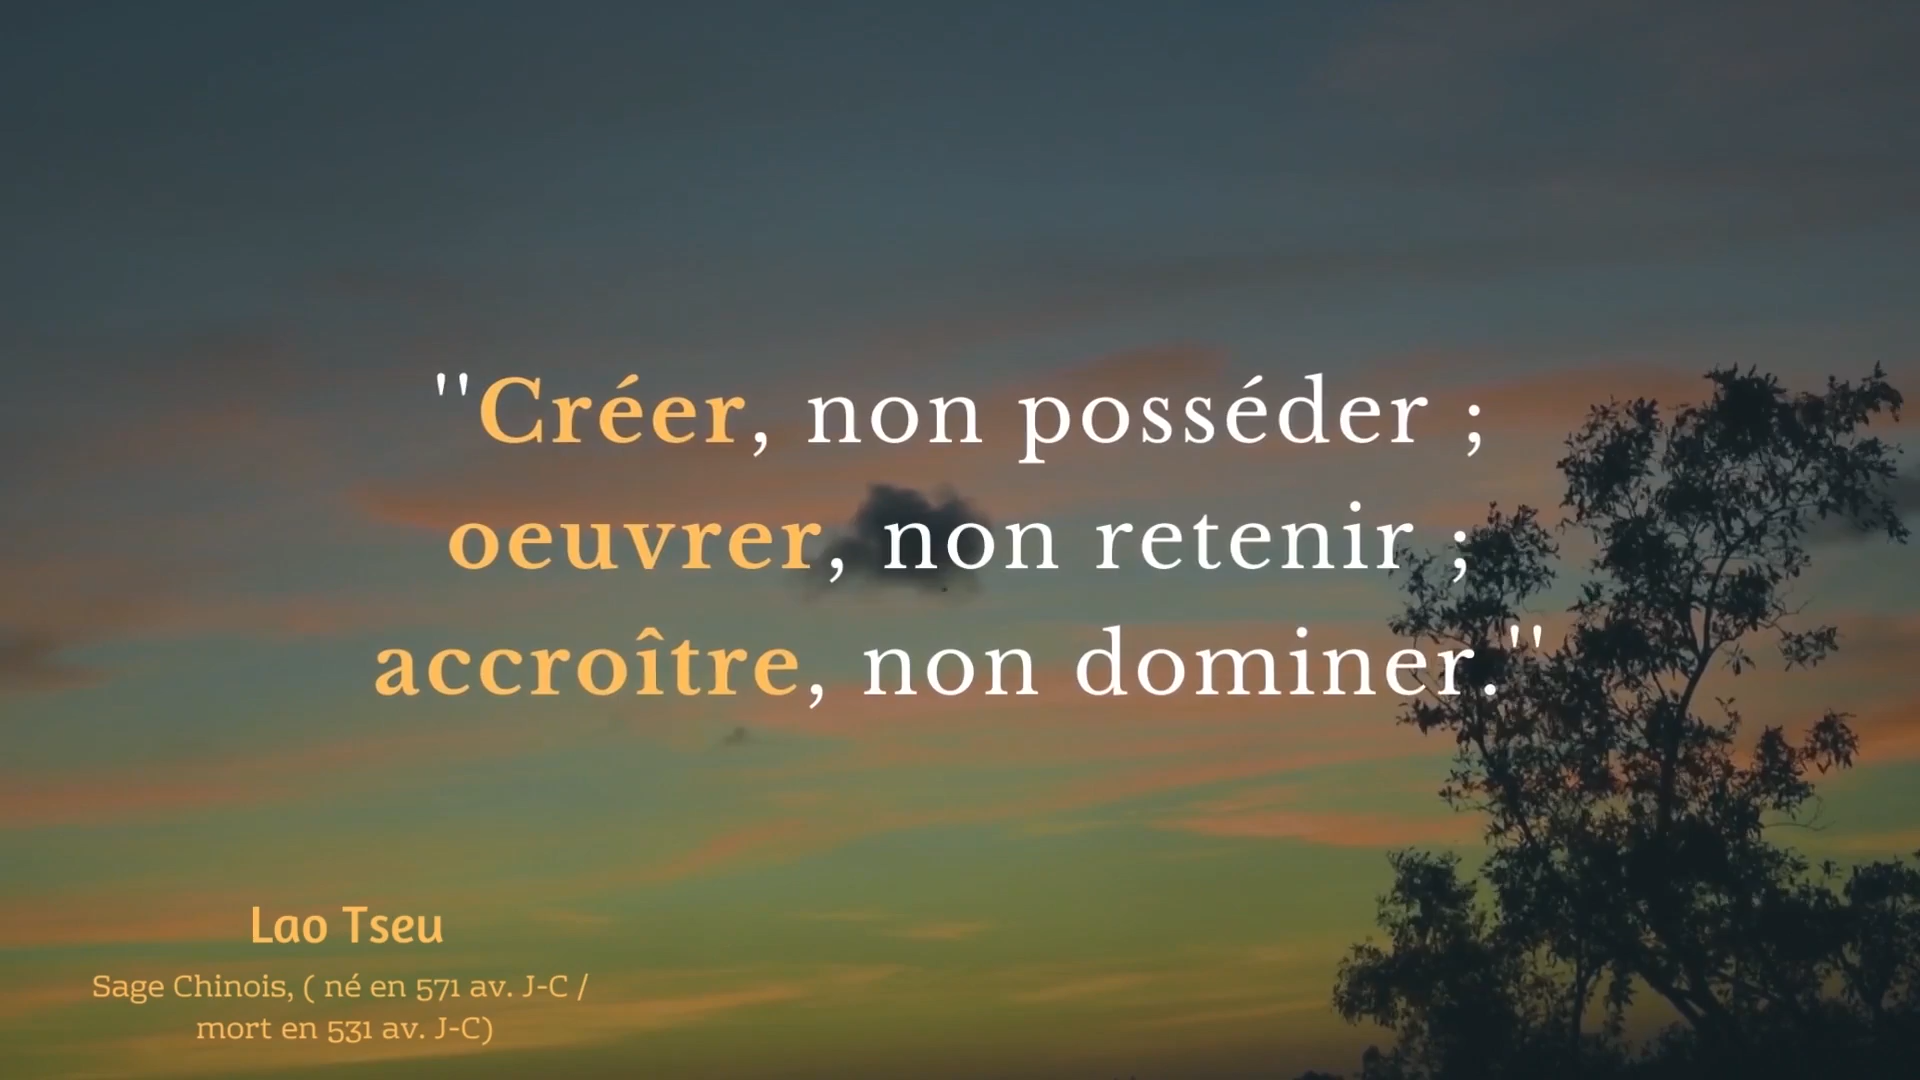 ''Créer, non posséder ;
oeuvrer, non retenir ;
accroître, non dominer.''
Lao Tseu
Sage Chinois, ( né en 571 av. J-C /
mort en 531 av. J-C)